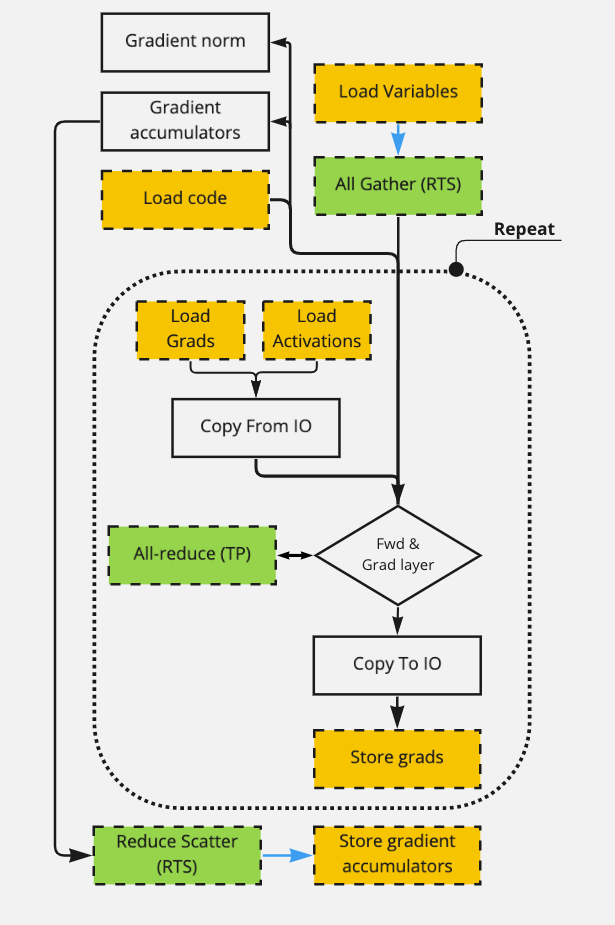 Gradient norm
Load Variables
Gradient
accumulators
All Gather (RTS)
Load code
Repeat
Load
Grads
Load
Activations
Copy From IO
Fwd &
Grad layer
All-reduce (TP)
Copy To IO
Store grads
Reduce Scatter
(RTS)
Store gradient
accumulators